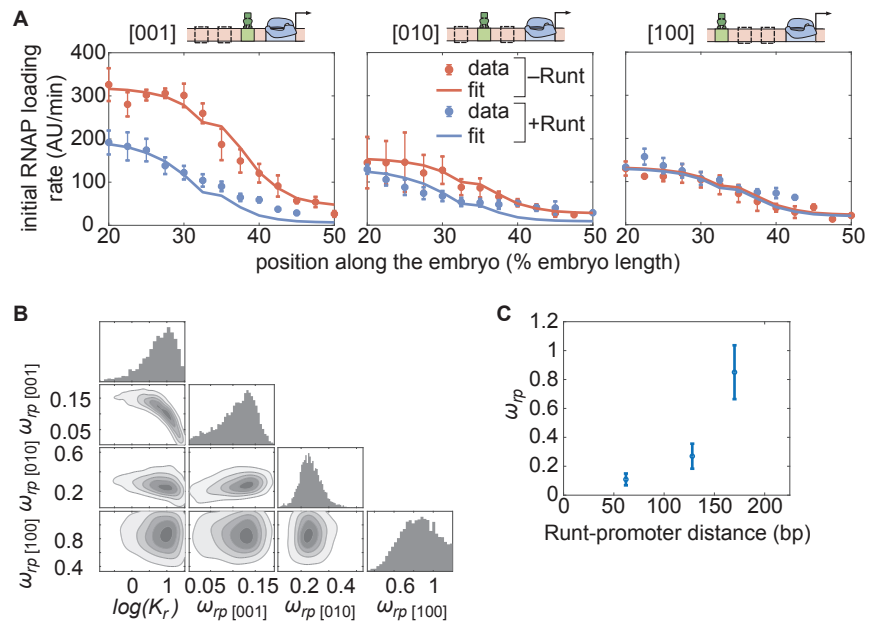 A
[001]
[010]
[100]
initial RNAP loading
rate (AU/min)
400
300
200
100
0
data
fit
–Runt
data
fit
+Runt
20 30 40 50
20 30 40 50
20 30 40 50
position along the embryo (% embryo length)
B
ω_rp [001]
0.15
0.05
ω_rp [010]
0.6
0.2
ω_rp [100]
0.8
0.4
0 1
0.05 0.15
0.2 0.4
0.6 1
log(K_r)
ω_rp [001]
ω_rp [010]
ω_rp [100]
C
ω_rp
1.2
1
0.8
0.6
0.4
0.2
0
0 50 100 150 200
Runt-promoter distance (bp)